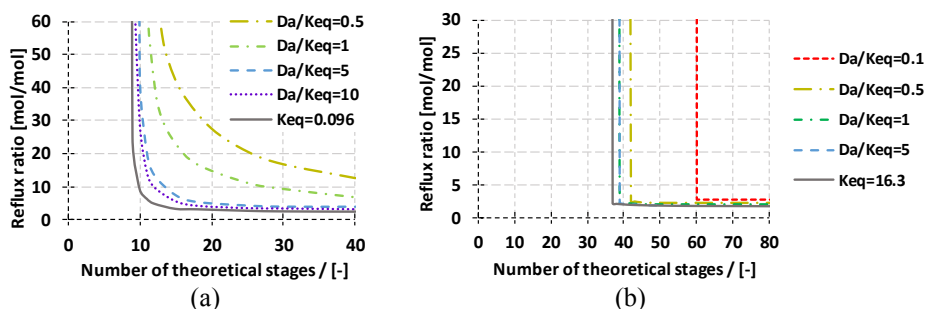 Reflux ratio [mol/mol]
60
50
40
30
20
10
0
0 10 20 30 40
Number of theoretical stages / [-]
Da/Keq=0.5
Da/Keq=1
Da/Keq=5
Da/Keq=10
Keq=0.096
(a)
Reflux ratio [mol/mol]
30
25
20
15
10
5
0
0 10 20 30 40 50 60 70 80
Number of theoretical stages / [-]
Da/Keq=0.1
Da/Keq=0.5
Da/Keq=1
Da/Keq=5
Keq=16.3
(b)